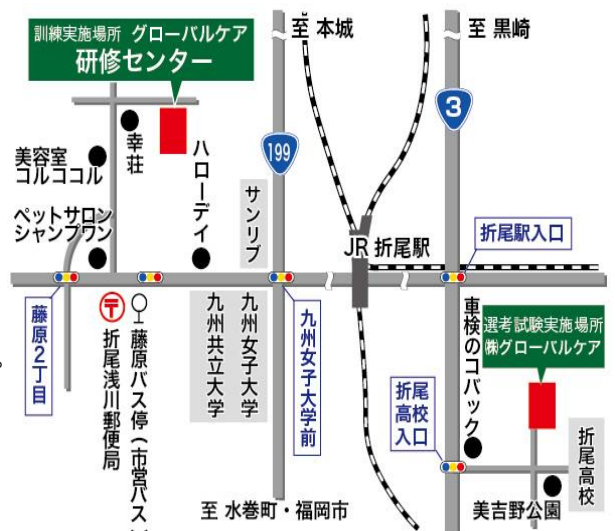 訓練実施場所 グローバルケア
研修センター
至 本城
至 黒崎
3
199
幸荘
美容室
コルココル
ハローデイ
サンリブ
ペットサロン
シャンプワン
JR 折尾駅
折尾駅入口
藤原2丁目
〒
折尾浅川郵便局
藤原バス停(市営バス)
九州共立大学
九州女子大学
九州女子大学前
車検のコバック
選考試験実施場所
㈱グローバルケア
折尾
高校
入口
折尾高校
至 水巻町・福岡市
美吉野公園
。